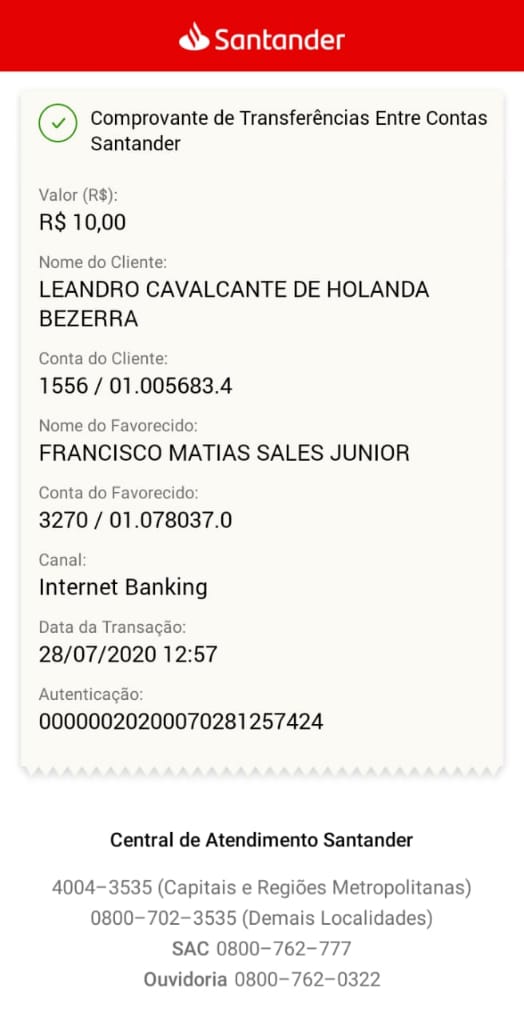 Santander
Comprovante de Transferências Entre Contas
Santander
Valor (R$):
R$ 10,00
Nome do Cliente:
LEANDRO CAVALCANTE DE HOLANDA
BEZERRA
Conta do Cliente:
1556 / 01.005683.4
Nome do Favorecido:
FRANCISCO MATIAS SALES JUNIOR
Conta do Favorecido:
3270 / 01.078037.0
Canal:
Internet Banking
Data da Transação:
28/07/2020 12:57
Autenticação:
00000020200070281257424
Central de Atendimento Santander
4004-3535 (Capitais e Regiões Metropolitanas)
0800-702-3535 (Demais Localidades)
SAC 0800-762-777
Ouvidoria 0800-762-0322